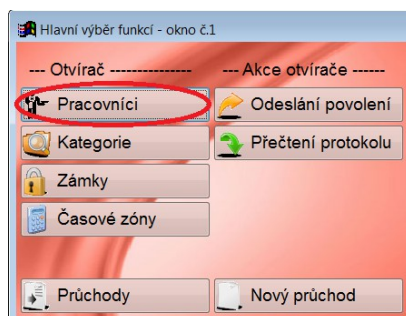 Hlavní výběr funkcí - okno č.1
--- Otvírač --------------- --- Akce otvírače ------
Pracovníci Odeslání povolení
Kategorie Přečtení protokolu
Zámky
Časové zóny
Průchody Nový průchod